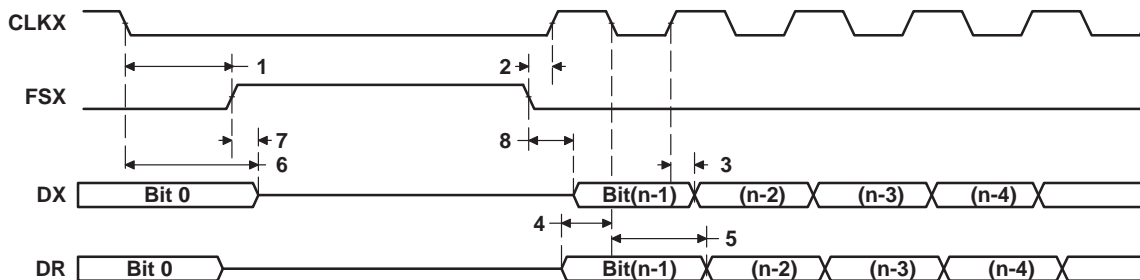 CLKX
1 2
FSX
7 8
6 3
DX Bit 0 Bit(n-1) (n-2) (n-3) (n-4)
4 5
DR Bit 0 Bit(n-1) (n-2) (n-3) (n-4)